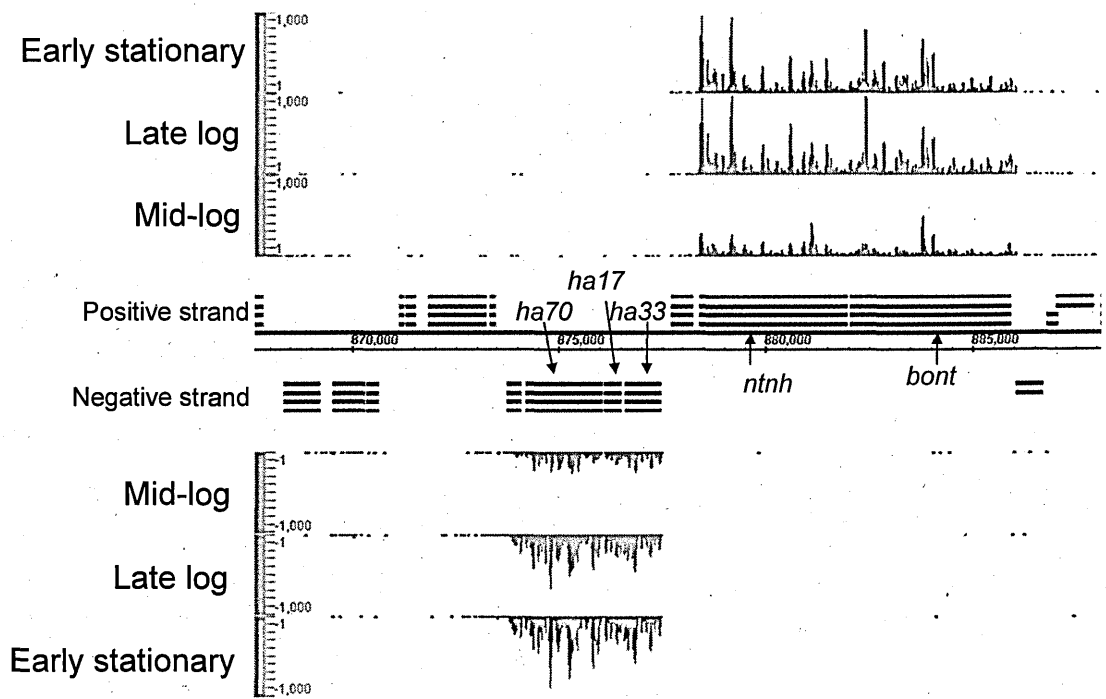 1,000
Early stationary
1
1,000
Late log
1
1,000
Mid-log
1
ha17
Positive strand
ha70
ha33
870,000
875,000
880,000
885,000
ntnh
bont
Negative strand
-1
Mid-log
-1,000
-1
Late log
-1,000
-1
Early stationary
-1,000